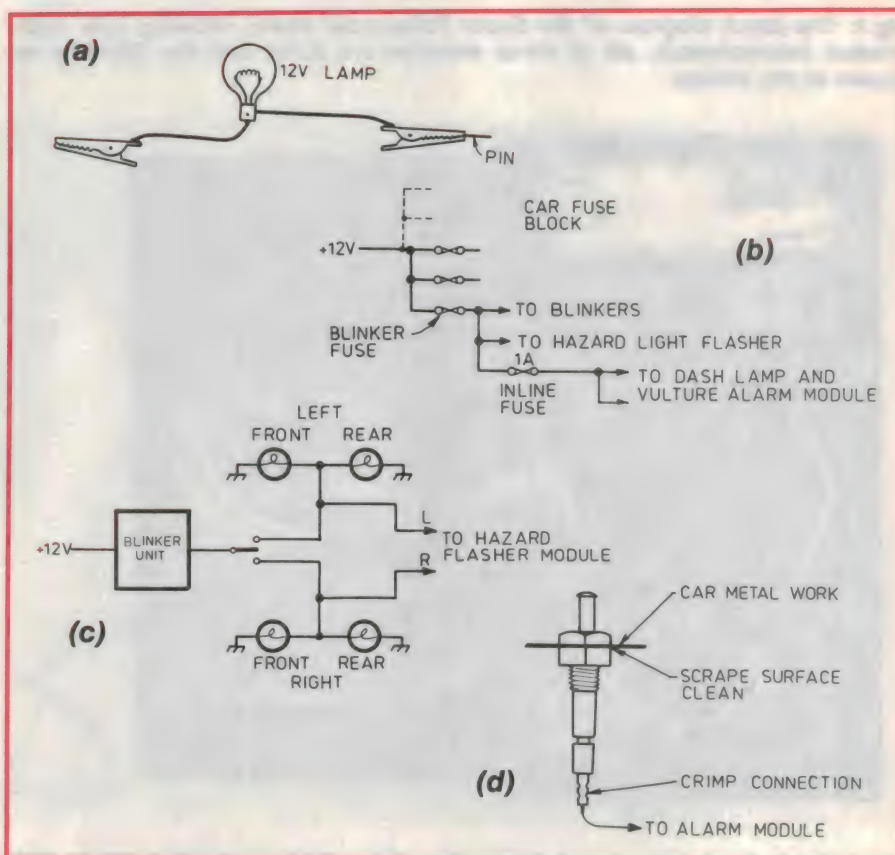 (a)
12V LAMP
PIN
CAR FUSE
BLOCK
(b)
+12V
BLINKER
FUSE
TO BLINKERS
TO HAZARD LIGHT FLASHER
1A
INLINE
FUSE
TO DASH LAMP AND
VULTURE ALARM MODULE
LEFT
FRONT REAR
+12V
BLINKER
UNIT
L
TO HAZARD
FLASHER MODULE
R
(c)
FRONT REAR
RIGHT
CAR METAL WORK
SCRAPE SURFACE
CLEAN
(d)
CRIMP CONNECTION
TO ALARM MODULE